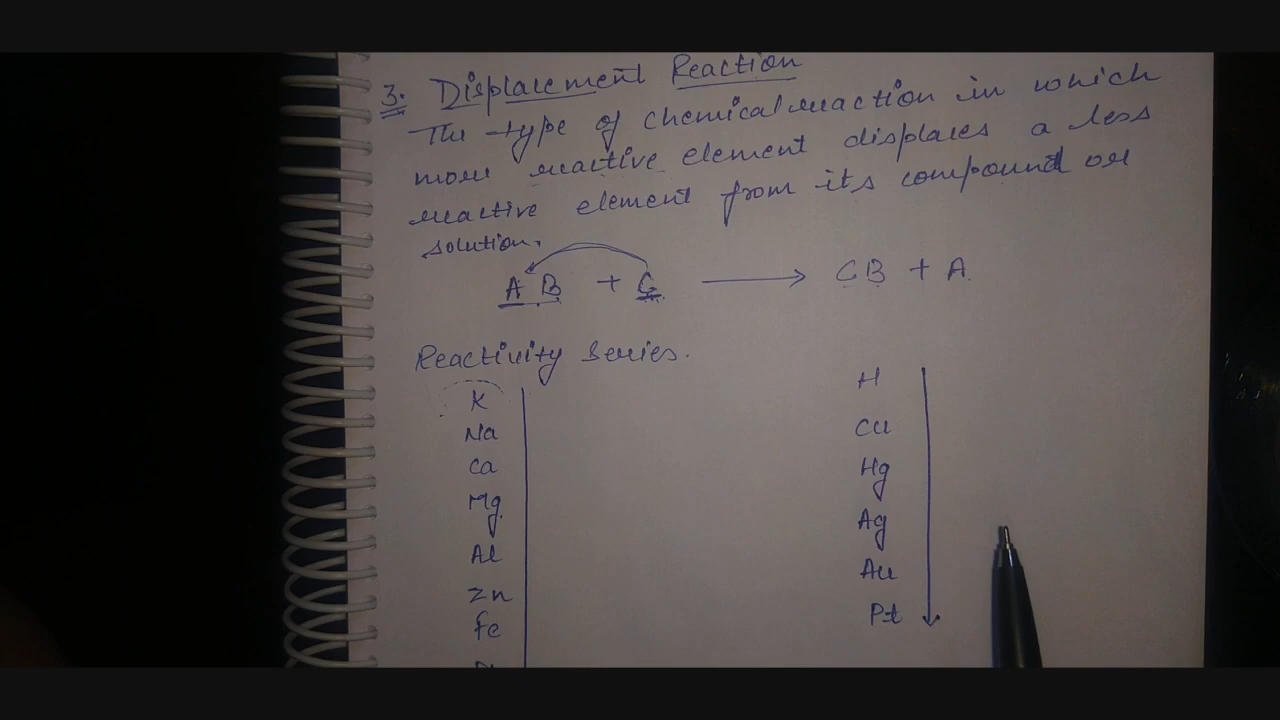 3. Displacement Reaction
The type of chemical reaction in which
more reactive element displaces a less
reactive element from its compound or
solution.
A B + C → CB + A
Reactivity Series.
K
Na
Ca
Mg
Al
Zn
Fe
H
Cu
Hg
Ag
Au
Pt